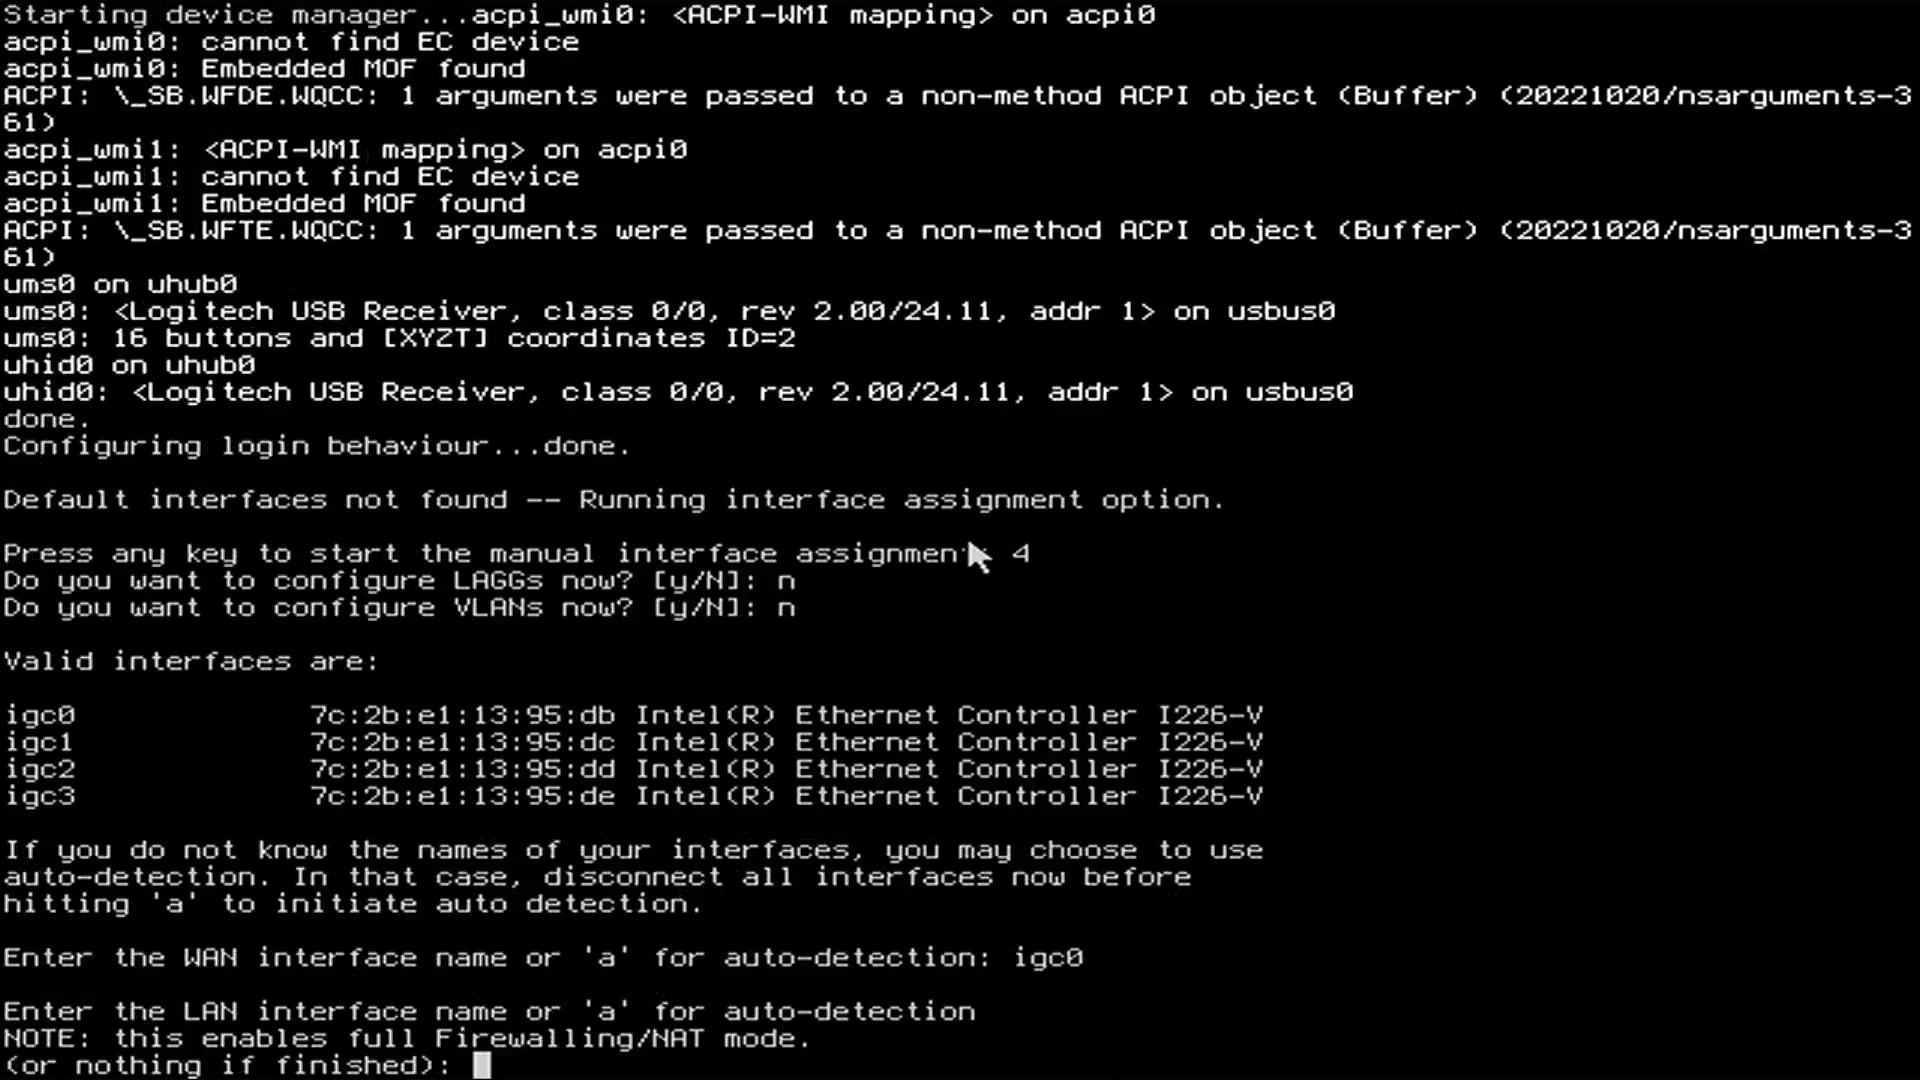 Starting device manager...acpi_wmi0: <ACPI-WMI mapping> on acpi0
acpi_wmi0: cannot find EC device
acpi_wmi0: Embedded MOF found
ACPI: \_SB.WFDE.WQCC: 1 arguments were passed to a non-method ACPI object (Buffer) (20221020/nsarguments-3
61)
acpi_wmi1: <ACPI-WMI mapping> on acpi0
acpi_wmi1: cannot find EC device
acpi_wmi1: Embedded MOF found
ACPI: \_SB.WFTE.WQCC: 1 arguments were passed to a non-method ACPI object (Buffer) (20221020/nsarguments-3
61)
ums0 on uhub0
ums0: <Logitech USB Receiver, class 0/0, rev 2.00/24.11, addr 1> on usbus0
ums0: 16 buttons and [XYZT] coordinates ID=2
uhid0 on uhub0
uhid0: <Logitech USB Receiver, class 0/0, rev 2.00/24.11, addr 1> on usbus0
done.
Configuring login behaviour...done.
Default interfaces not found -- Running interface assignment option.
Press any key to start the manual interface assignment: 4
Do you want to configure LAGGs now? [y/N]: n
Do you want to configure VLANs now? [y/N]: n
Valid interfaces are:
igc0 7c:2b:e1:13:95:db Intel(R) Ethernet Controller I226-V
igc1 7c:2b:e1:13:95:dc Intel(R) Ethernet Controller I226-V
igc2 7c:2b:e1:13:95:dd Intel(R) Ethernet Controller I226-V
igc3 7c:2b:e1:13:95:de Intel(R) Ethernet Controller I226-V
If you do not know the names of your interfaces, you may choose to use
auto-detection. In that case, disconnect all interfaces now before
hitting 'a' to initiate auto detection.
Enter the WAN interface name or 'a' for auto-detection: igc0
Enter the LAN interface name or 'a' for auto-detection
NOTE: this enables full Firewalling/NAT mode.
(or nothing if finished):